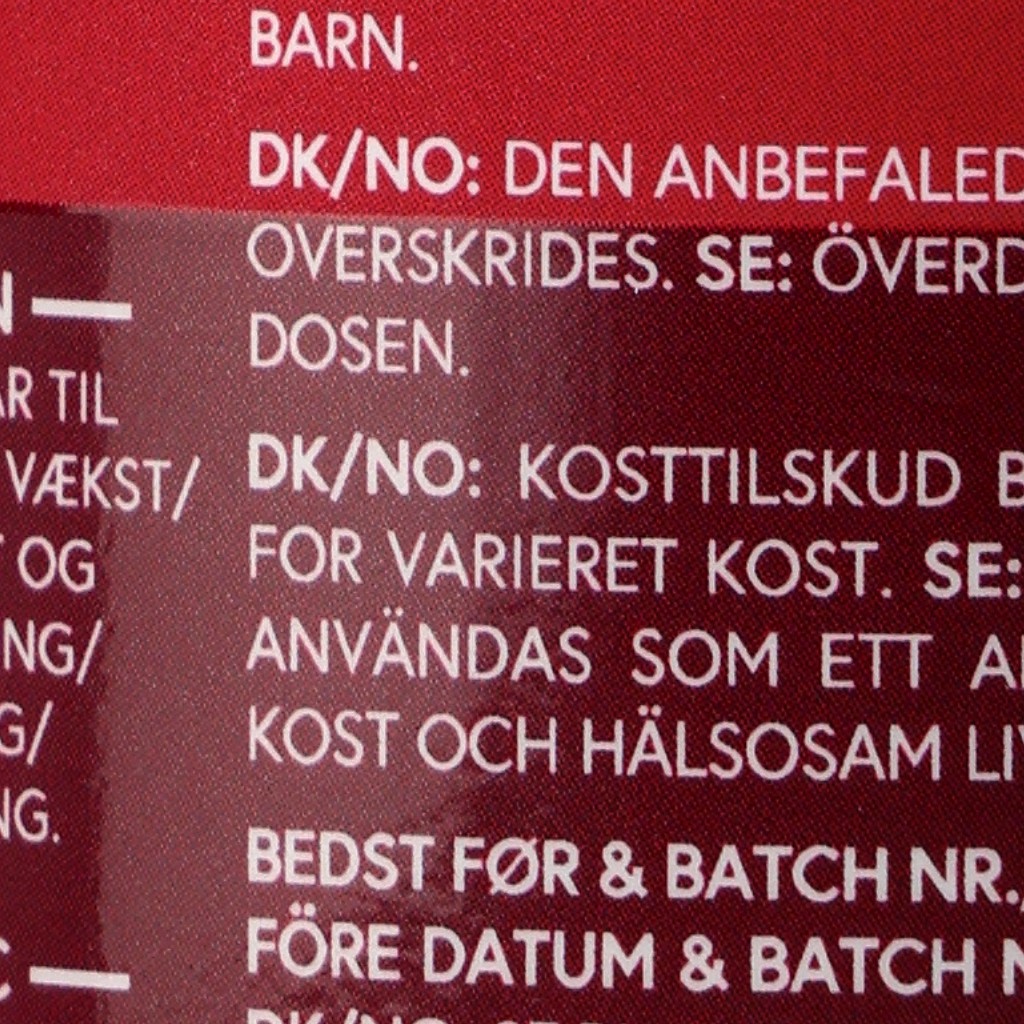 BARN.
DK/NO: DEN ANBEFALED
OVERSKRIDES. SE: ÖVERD
DOSEN.
DK/NO: KOSTTILSKUD B
FOR VARIERET KOST. SE:
ANVÄNDAS SOM ETT
KOST OCH HÄLSOSAM LIV
BEDST FØR & BATCH NR.
FÖRE DATUM & BATCH N
N —
AR TIL
VÆKST/
T OG
NG/
G/
NG.
C —